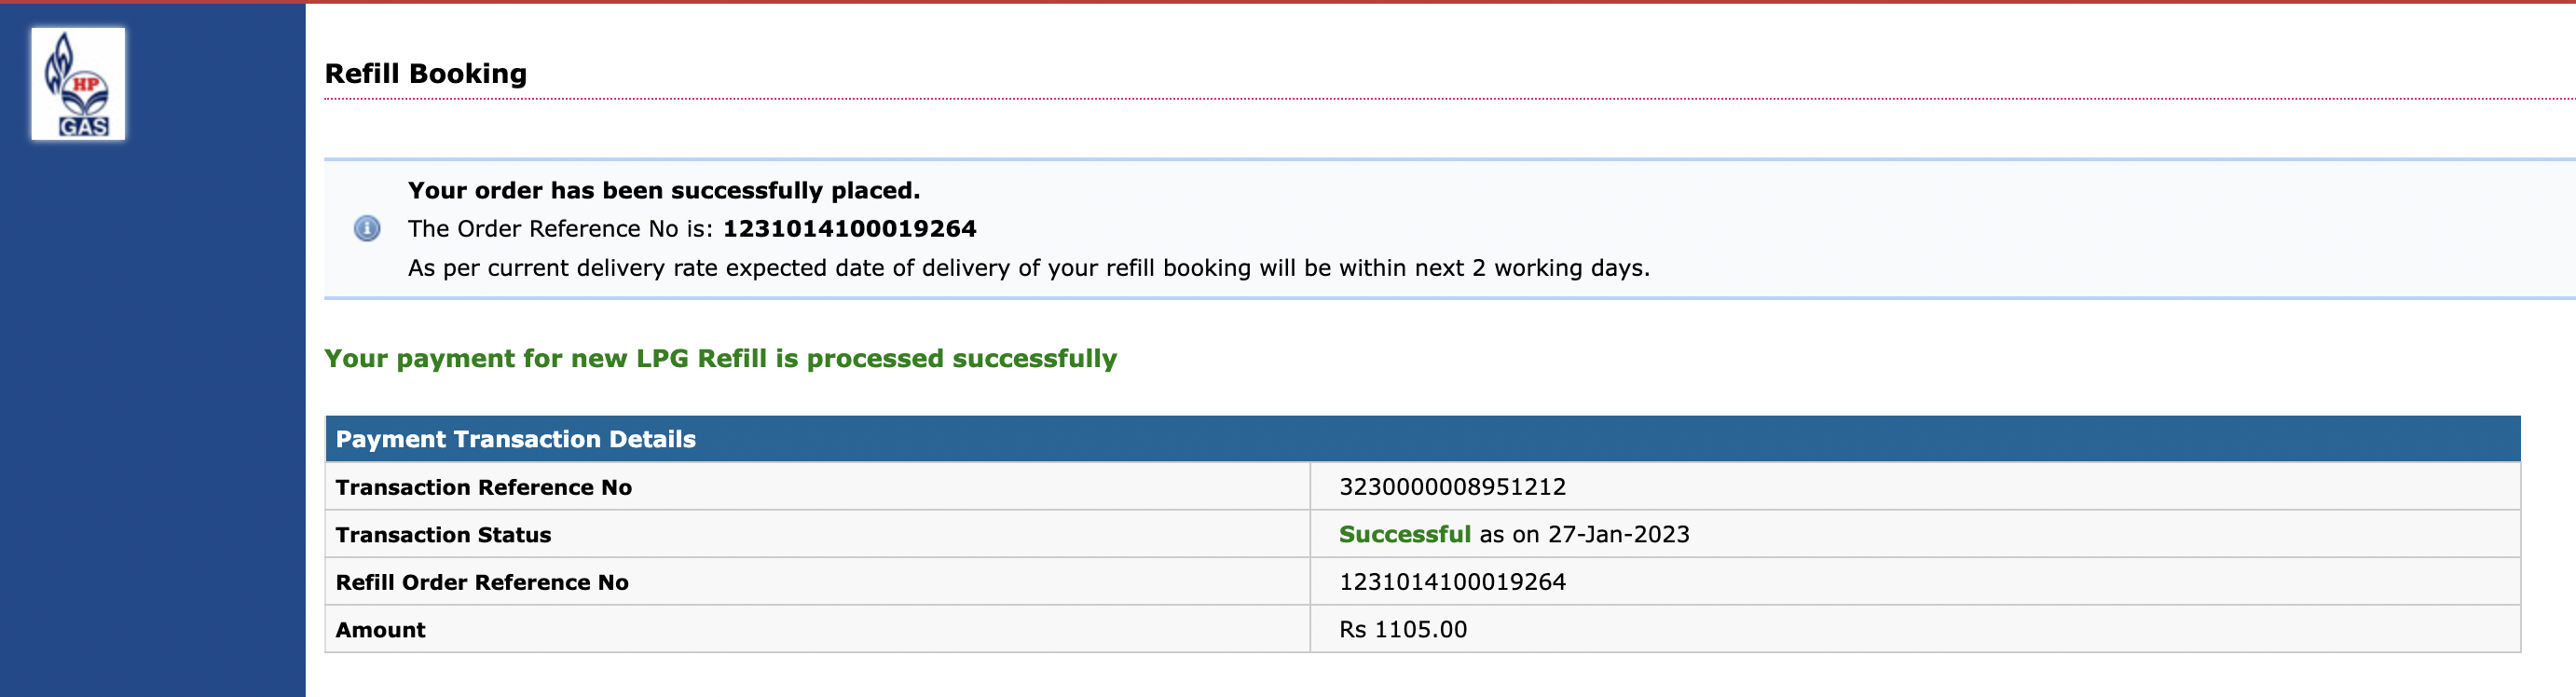 HP
GAS
Refill Booking
Your order has been successfully placed.
The Order Reference No is: 1231014100019264
As per current delivery rate expected date of delivery of your refill booking will be within next 2 working days.
Your payment for new LPG Refill is processed successfully
Payment Transaction Details
Transaction Reference No 3230000008951212
Transaction Status Successful as on 27-Jan-2023
Refill Order Reference No 1231014100019264
Amount Rs 1105.00